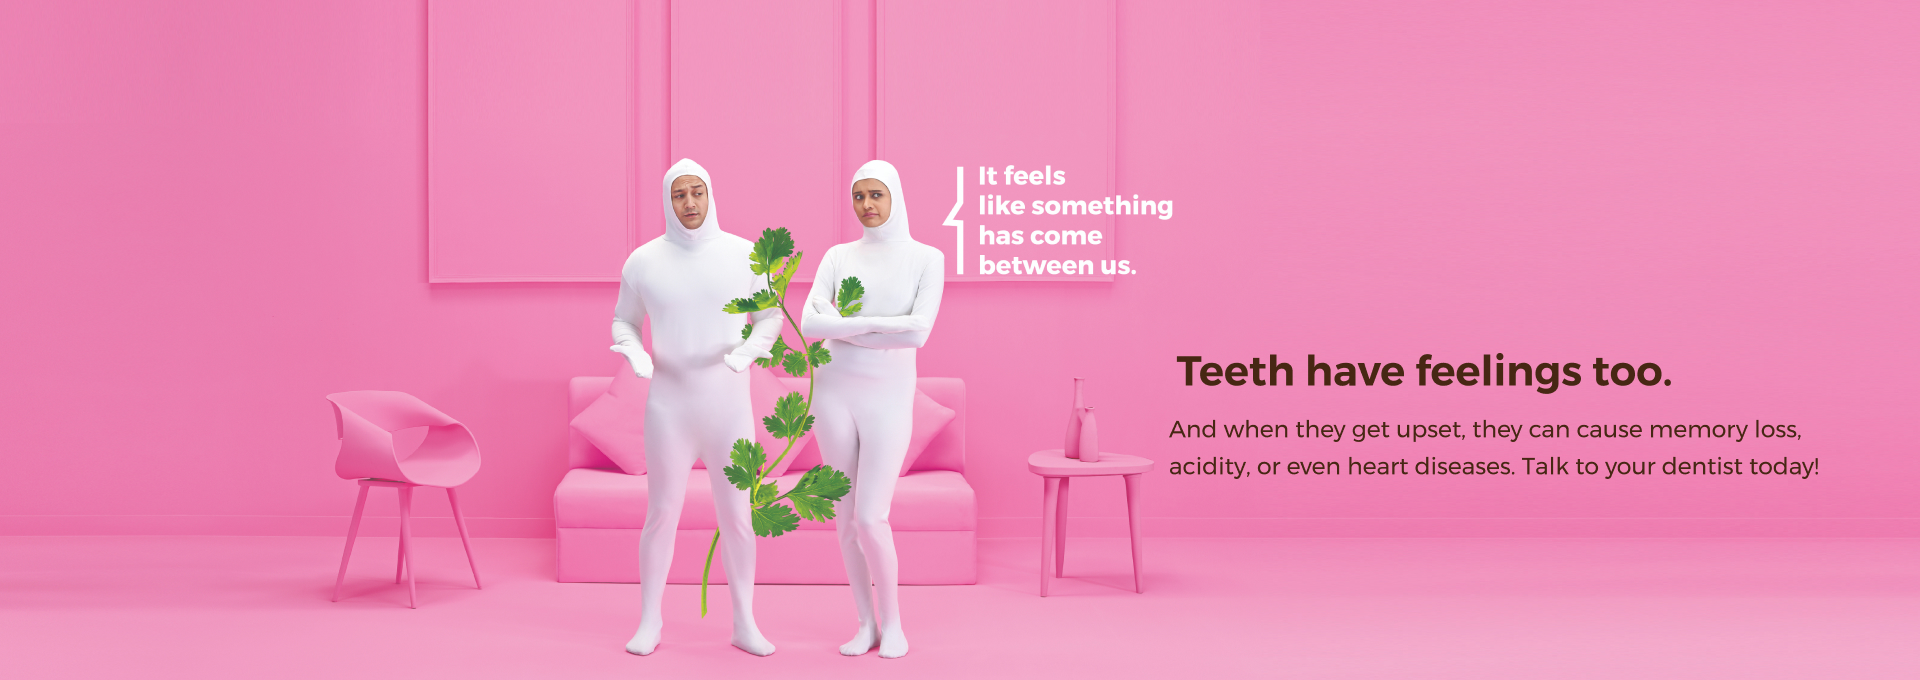 It feels
like something
has come
between us.
Teeth have feelings too.
And when they get upset, they can cause memory loss,
acidity, or even heart diseases. Talk to your dentist today!